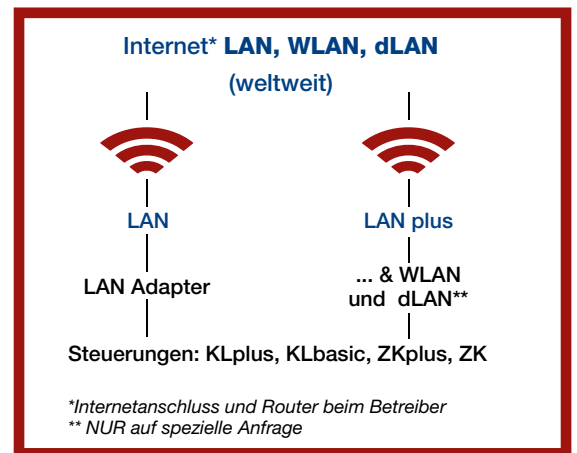 Internet* LAN, WLAN, dLAN
(weltweit)
LAN
LAN plus
LAN Adapter
... & WLAN
und dLAN**
Steuerungen: KLplus, KLbasic, ZKplus, ZK
*Internetanschluss und Router beim Betreiber
** NUR auf spezielle Anfrage